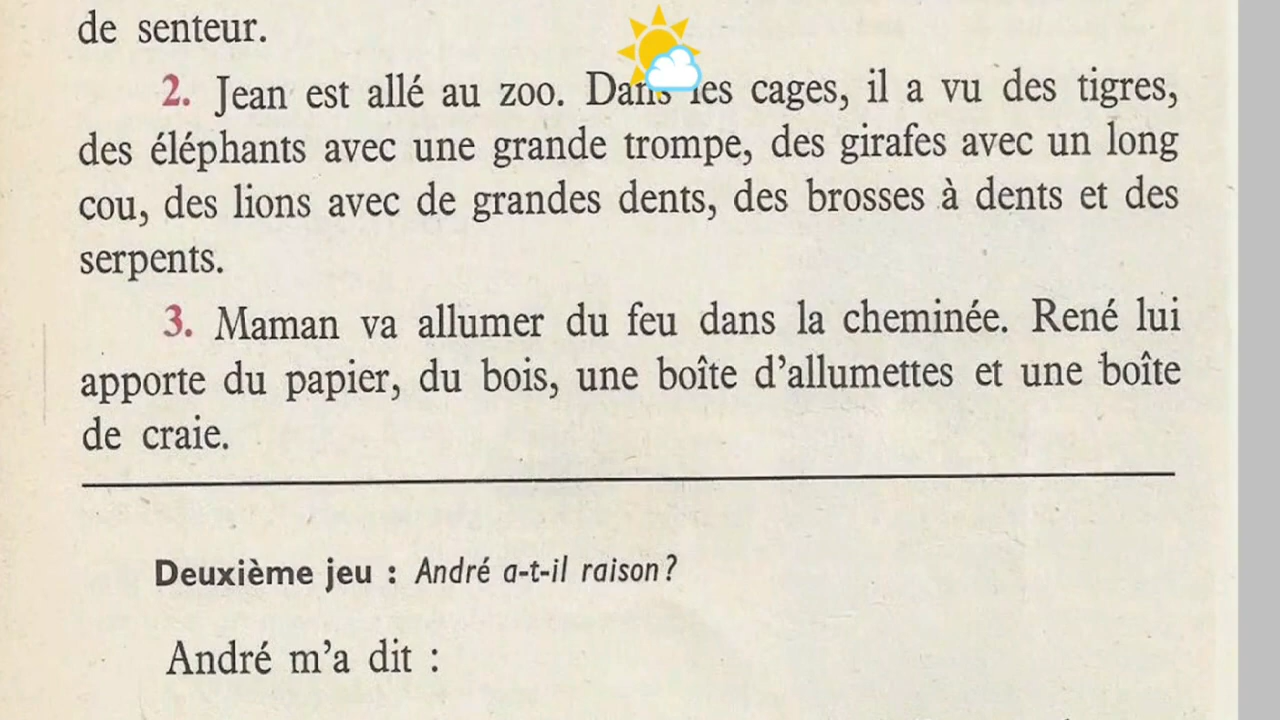 de senteur.
2. Jean est allé au zoo. Dans les cages, il a vu des tigres,
des éléphants avec une grande trompe, des girafes avec un long
cou, des lions avec de grandes dents, des brosses à dents et des
serpents.
3. Maman va allumer du feu dans la cheminée. René lui
apporte du papier, du bois, une boîte d’allumettes et une boîte
de craie.
Deuxième jeu : André a-t-il raison ?
André m’a dit :